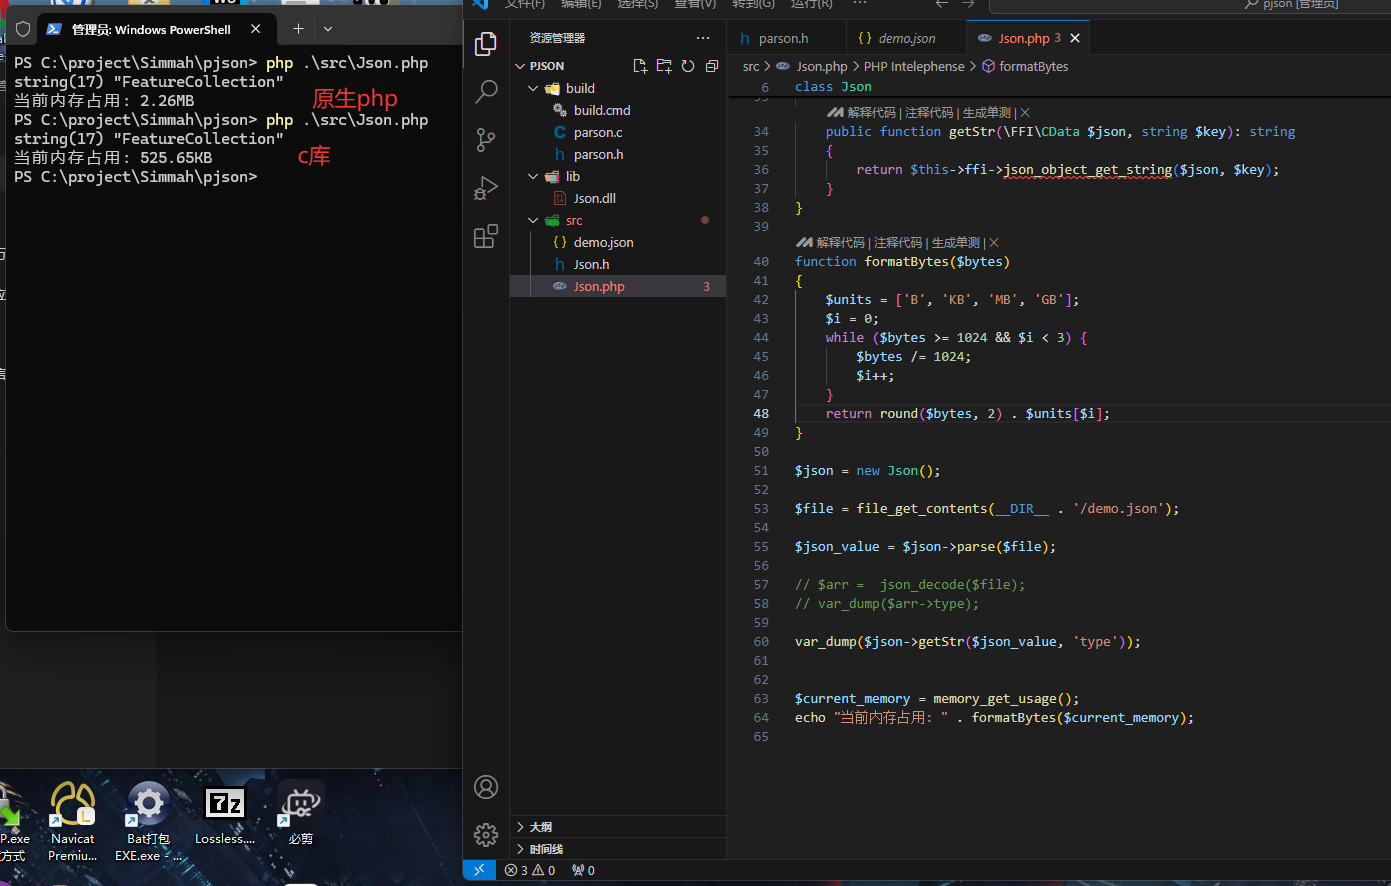 管理员: Windows PowerShell
PS C:\project\Simmah\pjson> php .\src\Json.php
string(17) "FeatureCollection"
当前内存占用: 2.26MB
原生php
PS C:\project\Simmah\pjson> php .\src\Json.php
string(17) "FeatureCollection"
当前内存占用: 525.65KB
c库
PS C:\project\Simmah\pjson>
文件(F) 编辑(E) 选择(S) 查看(V) 转到(G) 运行(R) ···
pjson [管理员]
资源管理器 ···
PJSON
build
build.cmd
C parson.c
h parson.h
lib
Json.dll
src
{} demo.json
h Json.h
Json.php 3
大纲
时间线
h parson.h
{} demo.json
Json.php 3
src > Json.php > PHP Intelephense > formatBytes
6 class Json
解释代码 | 注释代码 | 生成单测 | ×
34 public function getStr(\FFI\CData $json, string $key): string
35 {
36 return $this->ffi->json_object_get_string($json, $key);
37 }
38 }
39
解释代码 | 注释代码 | 生成单测 | ×
40 function formatBytes($bytes)
41 {
42 $units = ['B', 'KB', 'MB', 'GB'];
43 $i = 0;
44 while ($bytes >= 1024 && $i < 3) {
45 $bytes /= 1024;
46 $i++;
47 }
48 return round($bytes, 2) . $units[$i];
49 }
50
51 $json = new Json();
52
53 $file = file_get_contents(__DIR__ . '/demo.json');
54
55 $json_value = $json->parse($file);
56
57 // $arr =  json_decode($file);
58 // var_dump($arr->type);
59
60 var_dump($json->getStr($json_value, 'type'));
61
62
63 $current_memory = memory_get_usage();
64 echo "当前内存占用: " . formatBytes($current_memory);
65
3 0 0
P.exe
方式
Navicat
Premiu...
Bat打包
EXE.exe - ...
7z
Lossless....
必剪